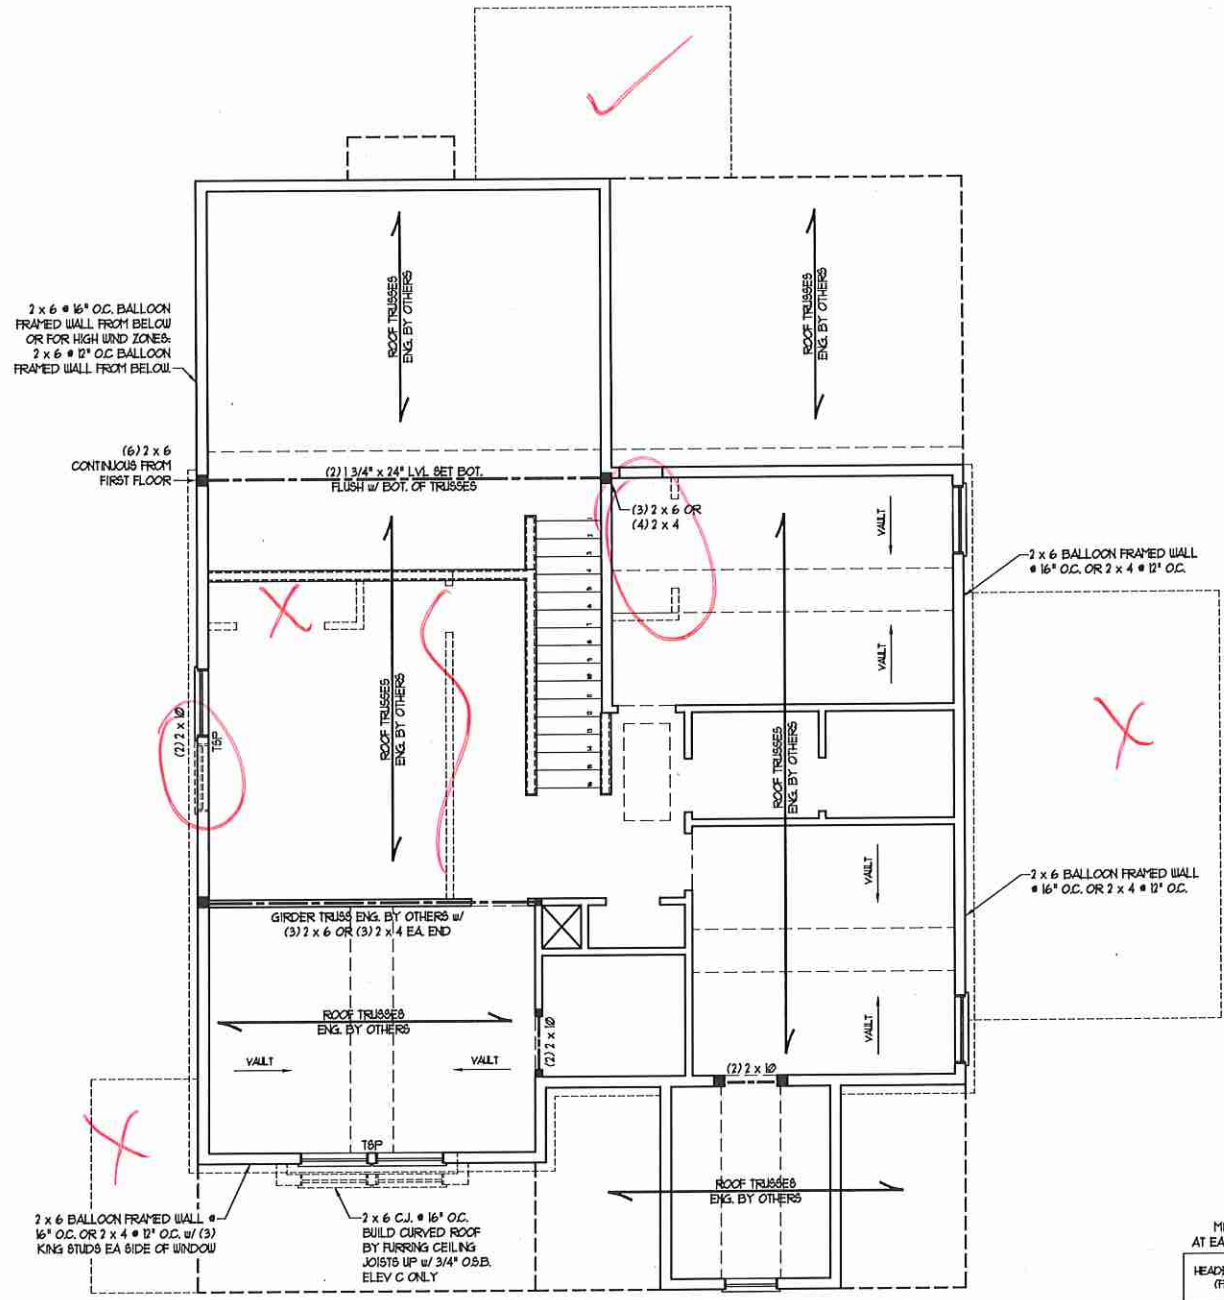 ROOF TRUSSES
ENG. BY OTHERS
ROOF TRUSSES
ENG. BY OTHERS
2 x 6 @ 16" O.C. BALLOON
FRAMED WALL FROM BELOW
OR FOR HIGH WIND ZONES:
2 x 6 @ 12" O.C. BALLOON
FRAMED WALL FROM BELOW.
(6) 2 x 6
CONTINUOUS FROM
FIRST FLOOR
(2) 1 3/4" x 24" LVL SET BOT.
FLUSH w/ BOT. OF TRUSSES
(3) 2 x 6 OR
(4) 2 x 4
VAULT
2 x 6 BALLOON FRAMED WALL
@ 16" O.C. OR 2 x 4 @ 12" O.C.
VAULT
(2) 2 x 10
TSP
ROOF TRUSSES
ENG. BY OTHERS
ROOF TRUSSES
ENG. BY OTHERS
VAULT
2 x 6 BALLOON FRAMED WALL
@ 16" O.C. OR 2 x 4 @ 12" O.C.
GIRDER TRUSS ENG. BY OTHERS w/
(3) 2 x 6 OR (3) 2 x 4 EA. END
ROOF TRUSSES
ENG. BY OTHERS
VAULT
VAULT
(2) 2 x 10
VAULT
(2) 2 x 10
TSP
ROOF TRUSSES
ENG. BY OTHERS
2 x 6 BALLOON FRAMED WALL @
16" O.C. OR 2 x 4 @ 12" O.C. w/ (3)
KING STUDS EA SIDE OF WINDOW
2 x 6 C.J. @ 16" O.C.
BUILD CURVED ROOF
BY FURRING CEILING
JOISTS UP w/ 3/4" O.S.B.
ELEV C ONLY
AT EA